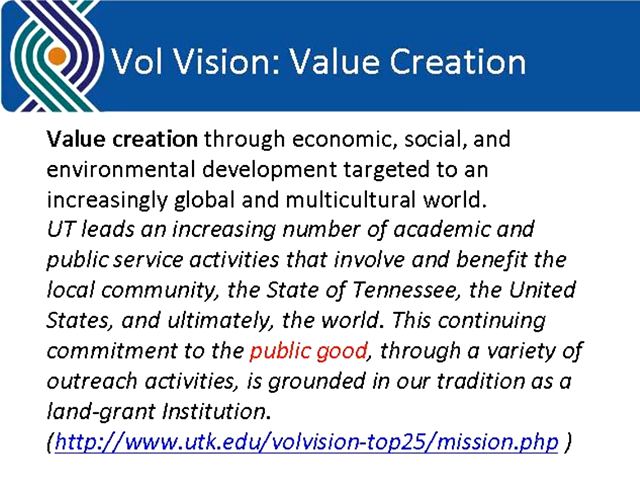 Vol Vision: Value Creation
Value creation through economic, social, and
environmental development targeted to an
increasingly global and multicultural world.
UT leads an increasing number of academic and
public service activities that involve and benefit the
local community, the State of Tennessee, the United
States, and ultimately, the world. This continuing
commitment to the public good, through a variety of
outreach activities, is grounded in our tradition as a
land-grant Institution.
(http://www.utk.edu/volvision-top25/mission.php )